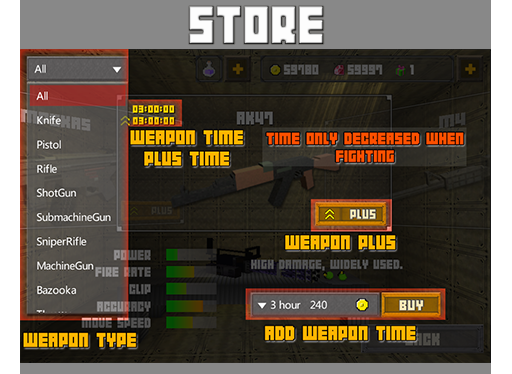 STORE
All
59780
59997
1
All
Knife
Pistol
Rifle
ShotGun
SubmachineGun
SniperRifle
MachineGun
Bazooka
03:00:00
03:00:00
WEAPON TIME
PLUS TIME
AK47
M4
TIME ONLY DECREASED WHEN
FIGHTING
PLUS
PLUS
WEAPON PLUS
POWER
FIRE RATE
CLIP
ACCURACY
MOVE SPEED
HIGH DAMAGE, WIDELY USED.
3 hour 240
BUY
WEAPON TYPE
ADD WEAPON TIME